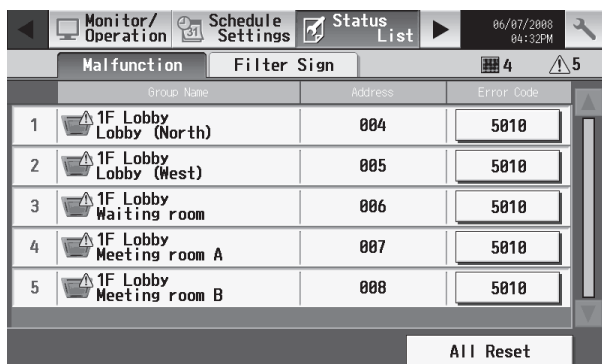 Monitor/
Operation
31
Schedule
Settings
Status
List
06/07/2008
04:32PM
Malfunction
Filter Sign
4
5
Group Name
Address
Error Code
1
1F Lobby
Lobby (North)
004
5010
2
1F Lobby
Lobby (West)
005
5010
3
1F Lobby
Waiting room
006
5010
4
1F Lobby
Meeting room A
007
5010
5
1F Lobby
Meeting room B
008
5010
All Reset